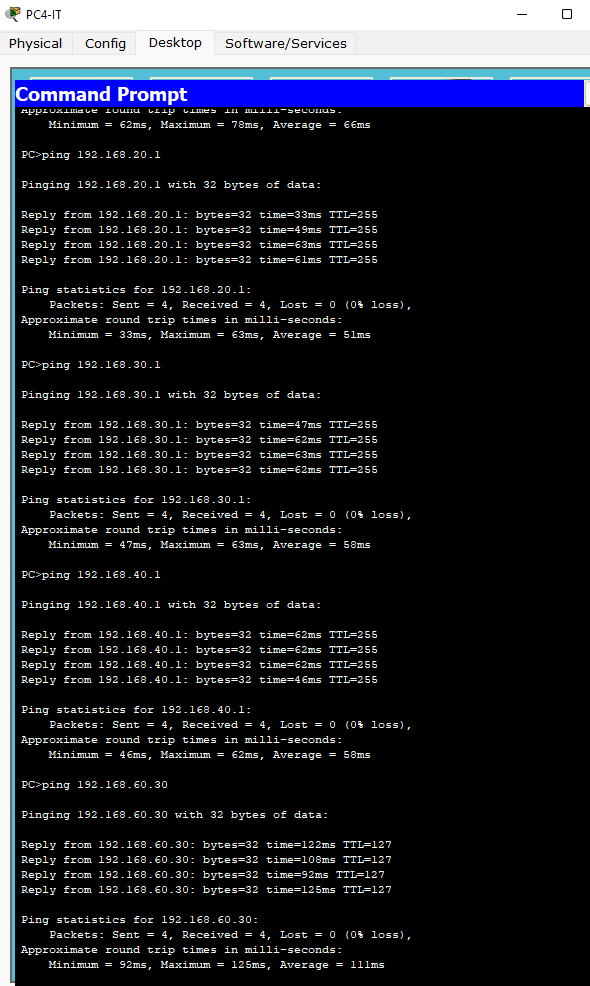 PC4-IT
Physical Config Desktop Software/Services
Command Prompt
Approximate round trip times in milli-seconds:
Minimum = 62ms, Maximum = 78ms, Average = 66ms
PC>ping 192.168.20.1
Pinging 192.168.20.1 with 32 bytes of data:
Reply from 192.168.20.1: bytes=32 time=33ms TTL=255
Reply from 192.168.20.1: bytes=32 time=49ms TTL=255
Reply from 192.168.20.1: bytes=32 time=63ms TTL=255
Reply from 192.168.20.1: bytes=32 time=61ms TTL=255
Ping statistics for 192.168.20.1:
Packets: Sent = 4, Received = 4, Lost = 0 (0% loss),
Approximate round trip times in milli-seconds:
Minimum = 33ms, Maximum = 63ms, Average = 51ms
PC>ping 192.168.30.1
Pinging 192.168.30.1 with 32 bytes of data:
Reply from 192.168.30.1: bytes=32 time=47ms TTL=255
Reply from 192.168.30.1: bytes=32 time=62ms TTL=255
Reply from 192.168.30.1: bytes=32 time=63ms TTL=255
Reply from 192.168.30.1: bytes=32 time=62ms TTL=255
Ping statistics for 192.168.30.1:
Packets: Sent = 4, Received = 4, Lost = 0 (0% loss),
Approximate round trip times in milli-seconds:
Minimum = 47ms, Maximum = 63ms, Average = 58ms
PC>ping 192.168.40.1
Pinging 192.168.40.1 with 32 bytes of data:
Reply from 192.168.40.1: bytes=32 time=62ms TTL=255
Reply from 192.168.40.1: bytes=32 time=62ms TTL=255
Reply from 192.168.40.1: bytes=32 time=62ms TTL=255
Reply from 192.168.40.1: bytes=32 time=46ms TTL=255
Ping statistics for 192.168.40.1:
Packets: Sent = 4, Received = 4, Lost = 0 (0% loss),
Approximate round trip times in milli-seconds:
Minimum = 46ms, Maximum = 62ms, Average = 58ms
PC>ping 192.168.60.30
Pinging 192.168.60.30 with 32 bytes of data:
Reply from 192.168.60.30: bytes=32 time=122ms TTL=127
Reply from 192.168.60.30: bytes=32 time=108ms TTL=127
Reply from 192.168.60.30: bytes=32 time=92ms TTL=127
Reply from 192.168.60.30: bytes=32 time=125ms TTL=127
Ping statistics for 192.168.60.30:
Packets: Sent = 4, Received = 4, Lost = 0 (0% loss),
Approximate round trip times in milli-seconds:
Minimum = 92ms, Maximum = 125ms, Average = 111ms